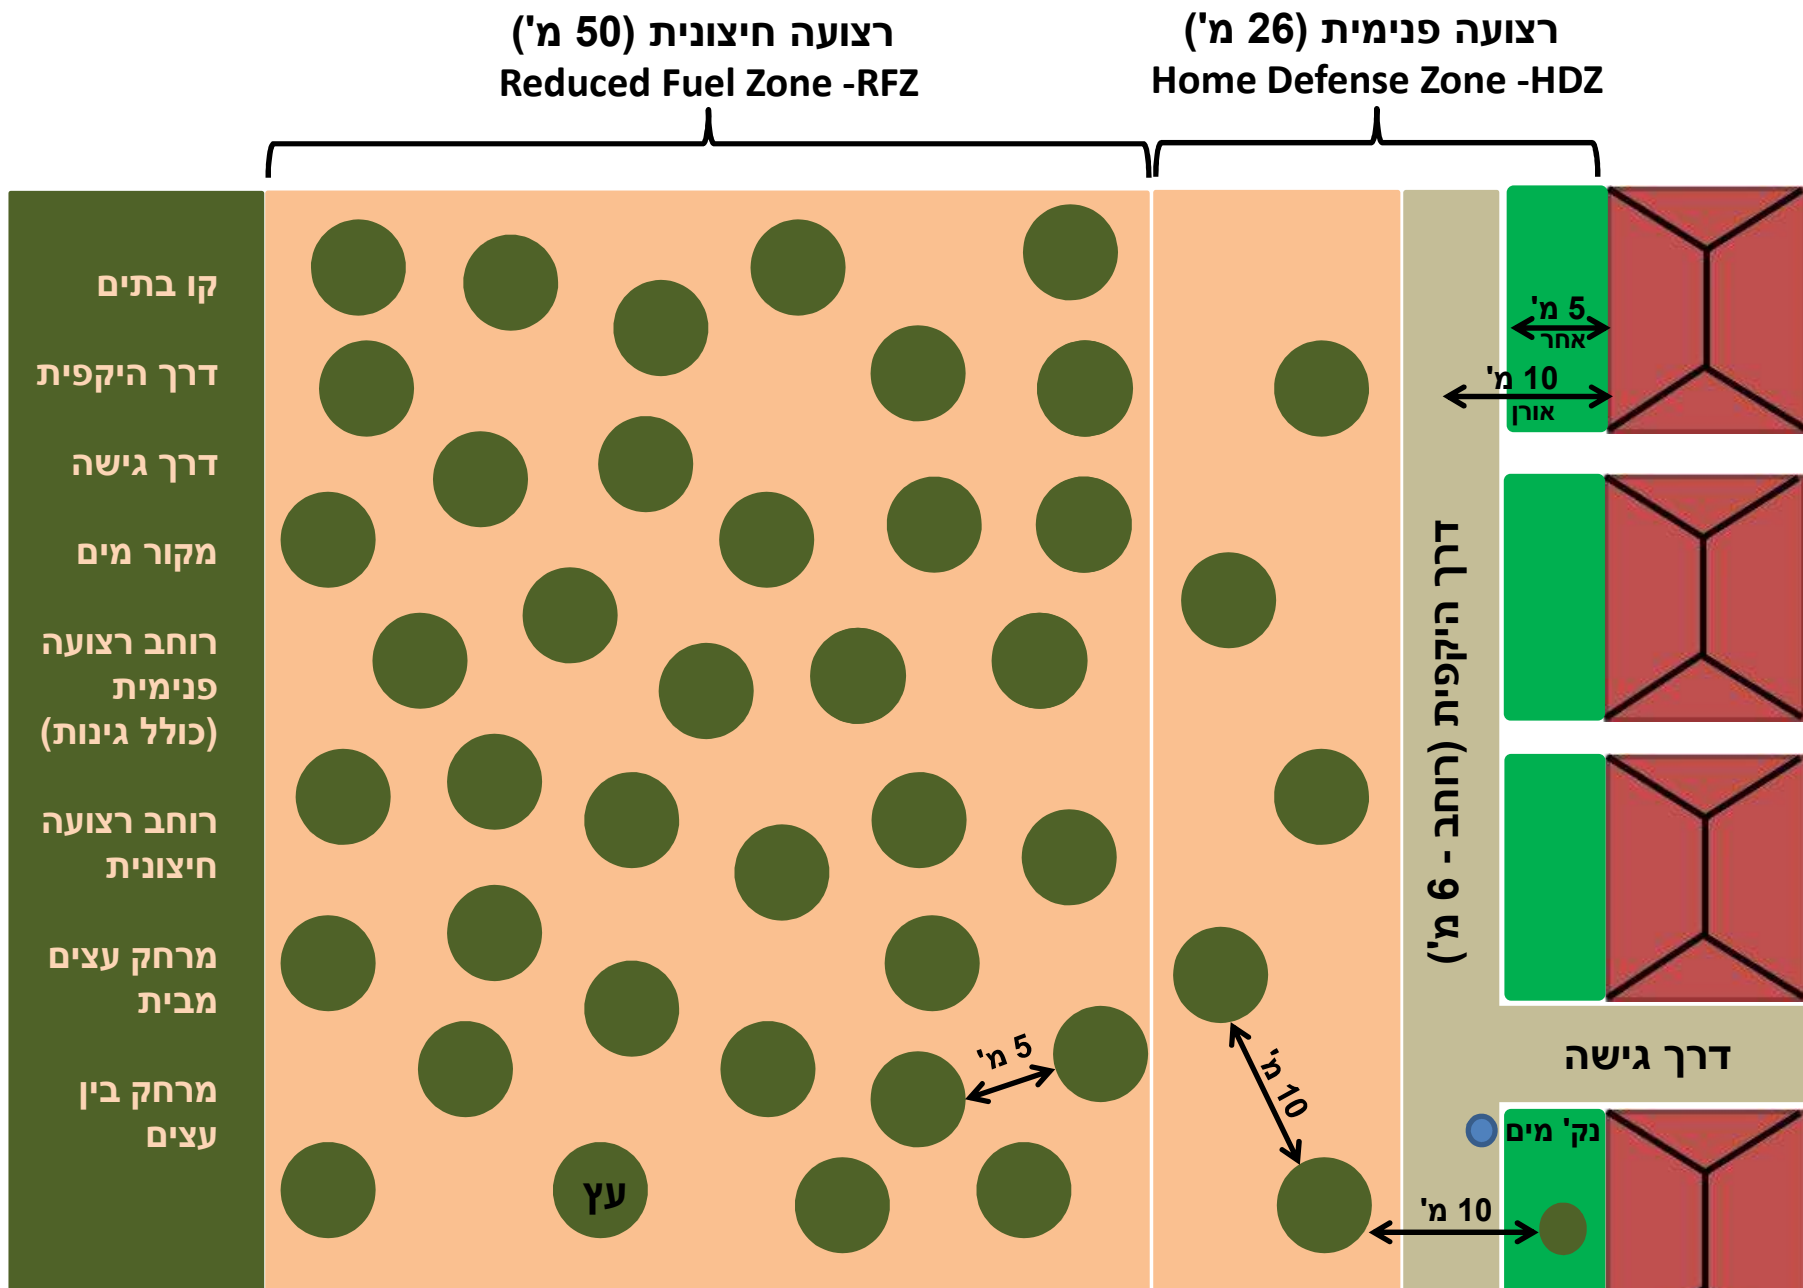 רצועה פנימית (26 מ')
Home Defense Zone -HDZ
רצועה חיצונית (50 מ')
Reduced Fuel Zone -RFZ
5 מ'
אחר
10 מ'
אורן
דרך היקפית (רוחב - 6 מ')
דרך גישה
נק' מים
10 מ'
10 מ'
5 מ'
עץ
קו בתים
דרך היקפית
דרך גישה
מקור מים
רוחב רצועה
פנימית
(כולל גינות)
רוחב רצועה
חיצונית
מרחק עצים
מבית
מרחק בין
עצים